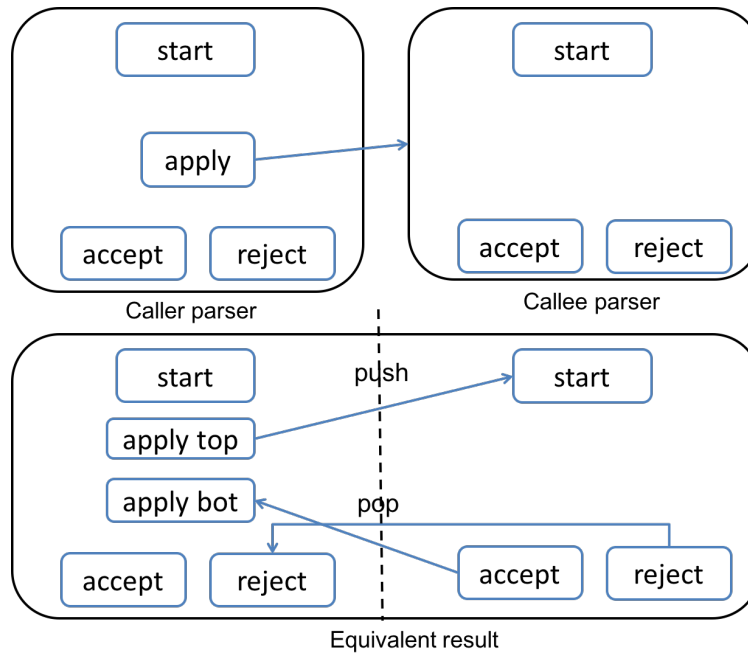 start
start
apply
accept
reject
accept
reject
Caller parser
Callee parser
start
push
start
apply top
apply bot
pop
accept
reject
accept
reject
Equivalent result